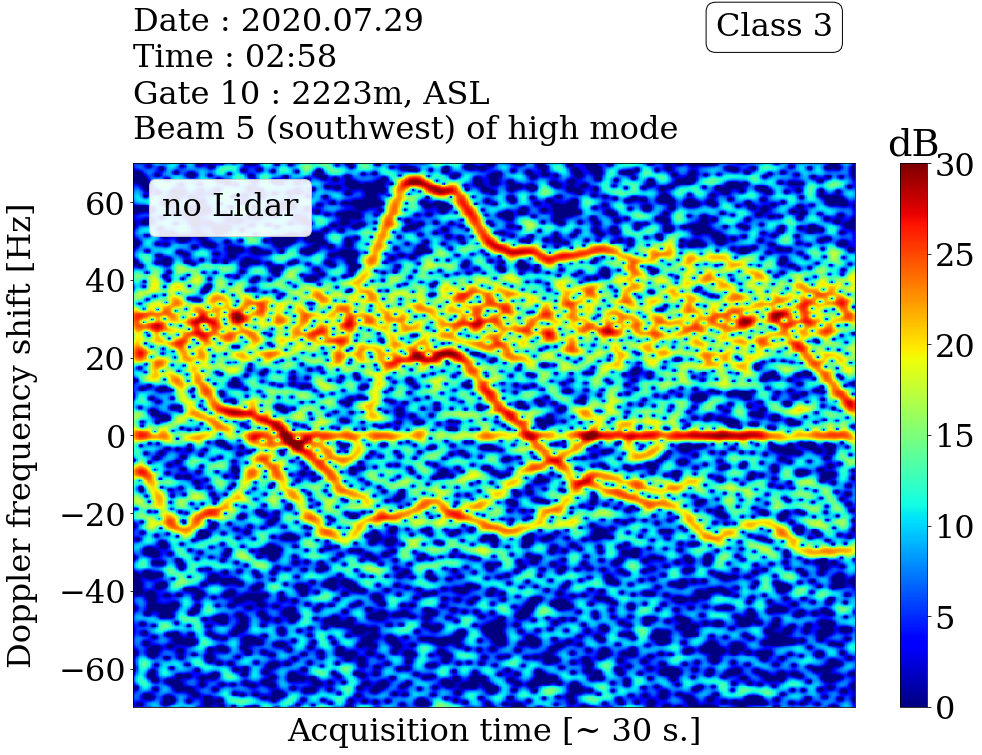 Date : 2020.07.29
Time : 02:58
Gate 10 : 2223m, ASL
Beam 5 (southwest) of high mode
Class 3
dB
no Lidar
Doppler frequency shift [Hz]
60
40
20
0
−20
−40
−60
30
25
20
15
10
5
0
Acquisition time [~ 30 s.]